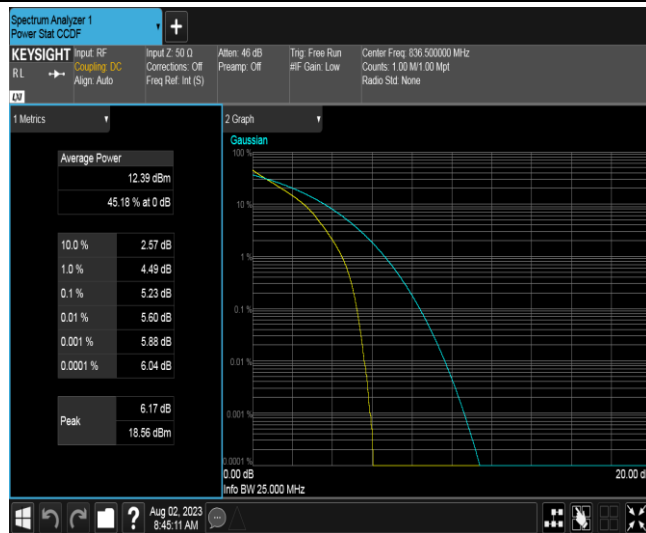 Spectrum Analyzer 1
Power Stat CCDF
+
KEYSIGHT
RL
Input: RF
Coupling: DC
Align: Auto
Input Z: 50 Ω
Corrections: Off
Freq Ref: Int (S)
Atten: 46 dB
Preamp: Off
Trig: Free Run
#IF Gain: Low
Center Freq: 836.500000 MHz
Counts: 1.00 M/1.00 Mpt
Radio Std: None
1 Metrics
Average Power
12.39 dBm
45.18 % at 0 dB
10.0 % 2.57 dB
1.0 % 4.49 dB
0.1 % 5.23 dB
0.01 % 5.60 dB
0.001 % 5.88 dB
0.0001 % 6.04 dB
Peak
6.17 dB
18.56 dBm
2 Graph
Gaussian
100 %
10 %
1 %
0.1 %
0.01 %
0.001 %
0.0001 %
0.00 dB
20.00 d
Info BW 25.000 MHz
?
Aug 02, 2023
8:45:11 AM